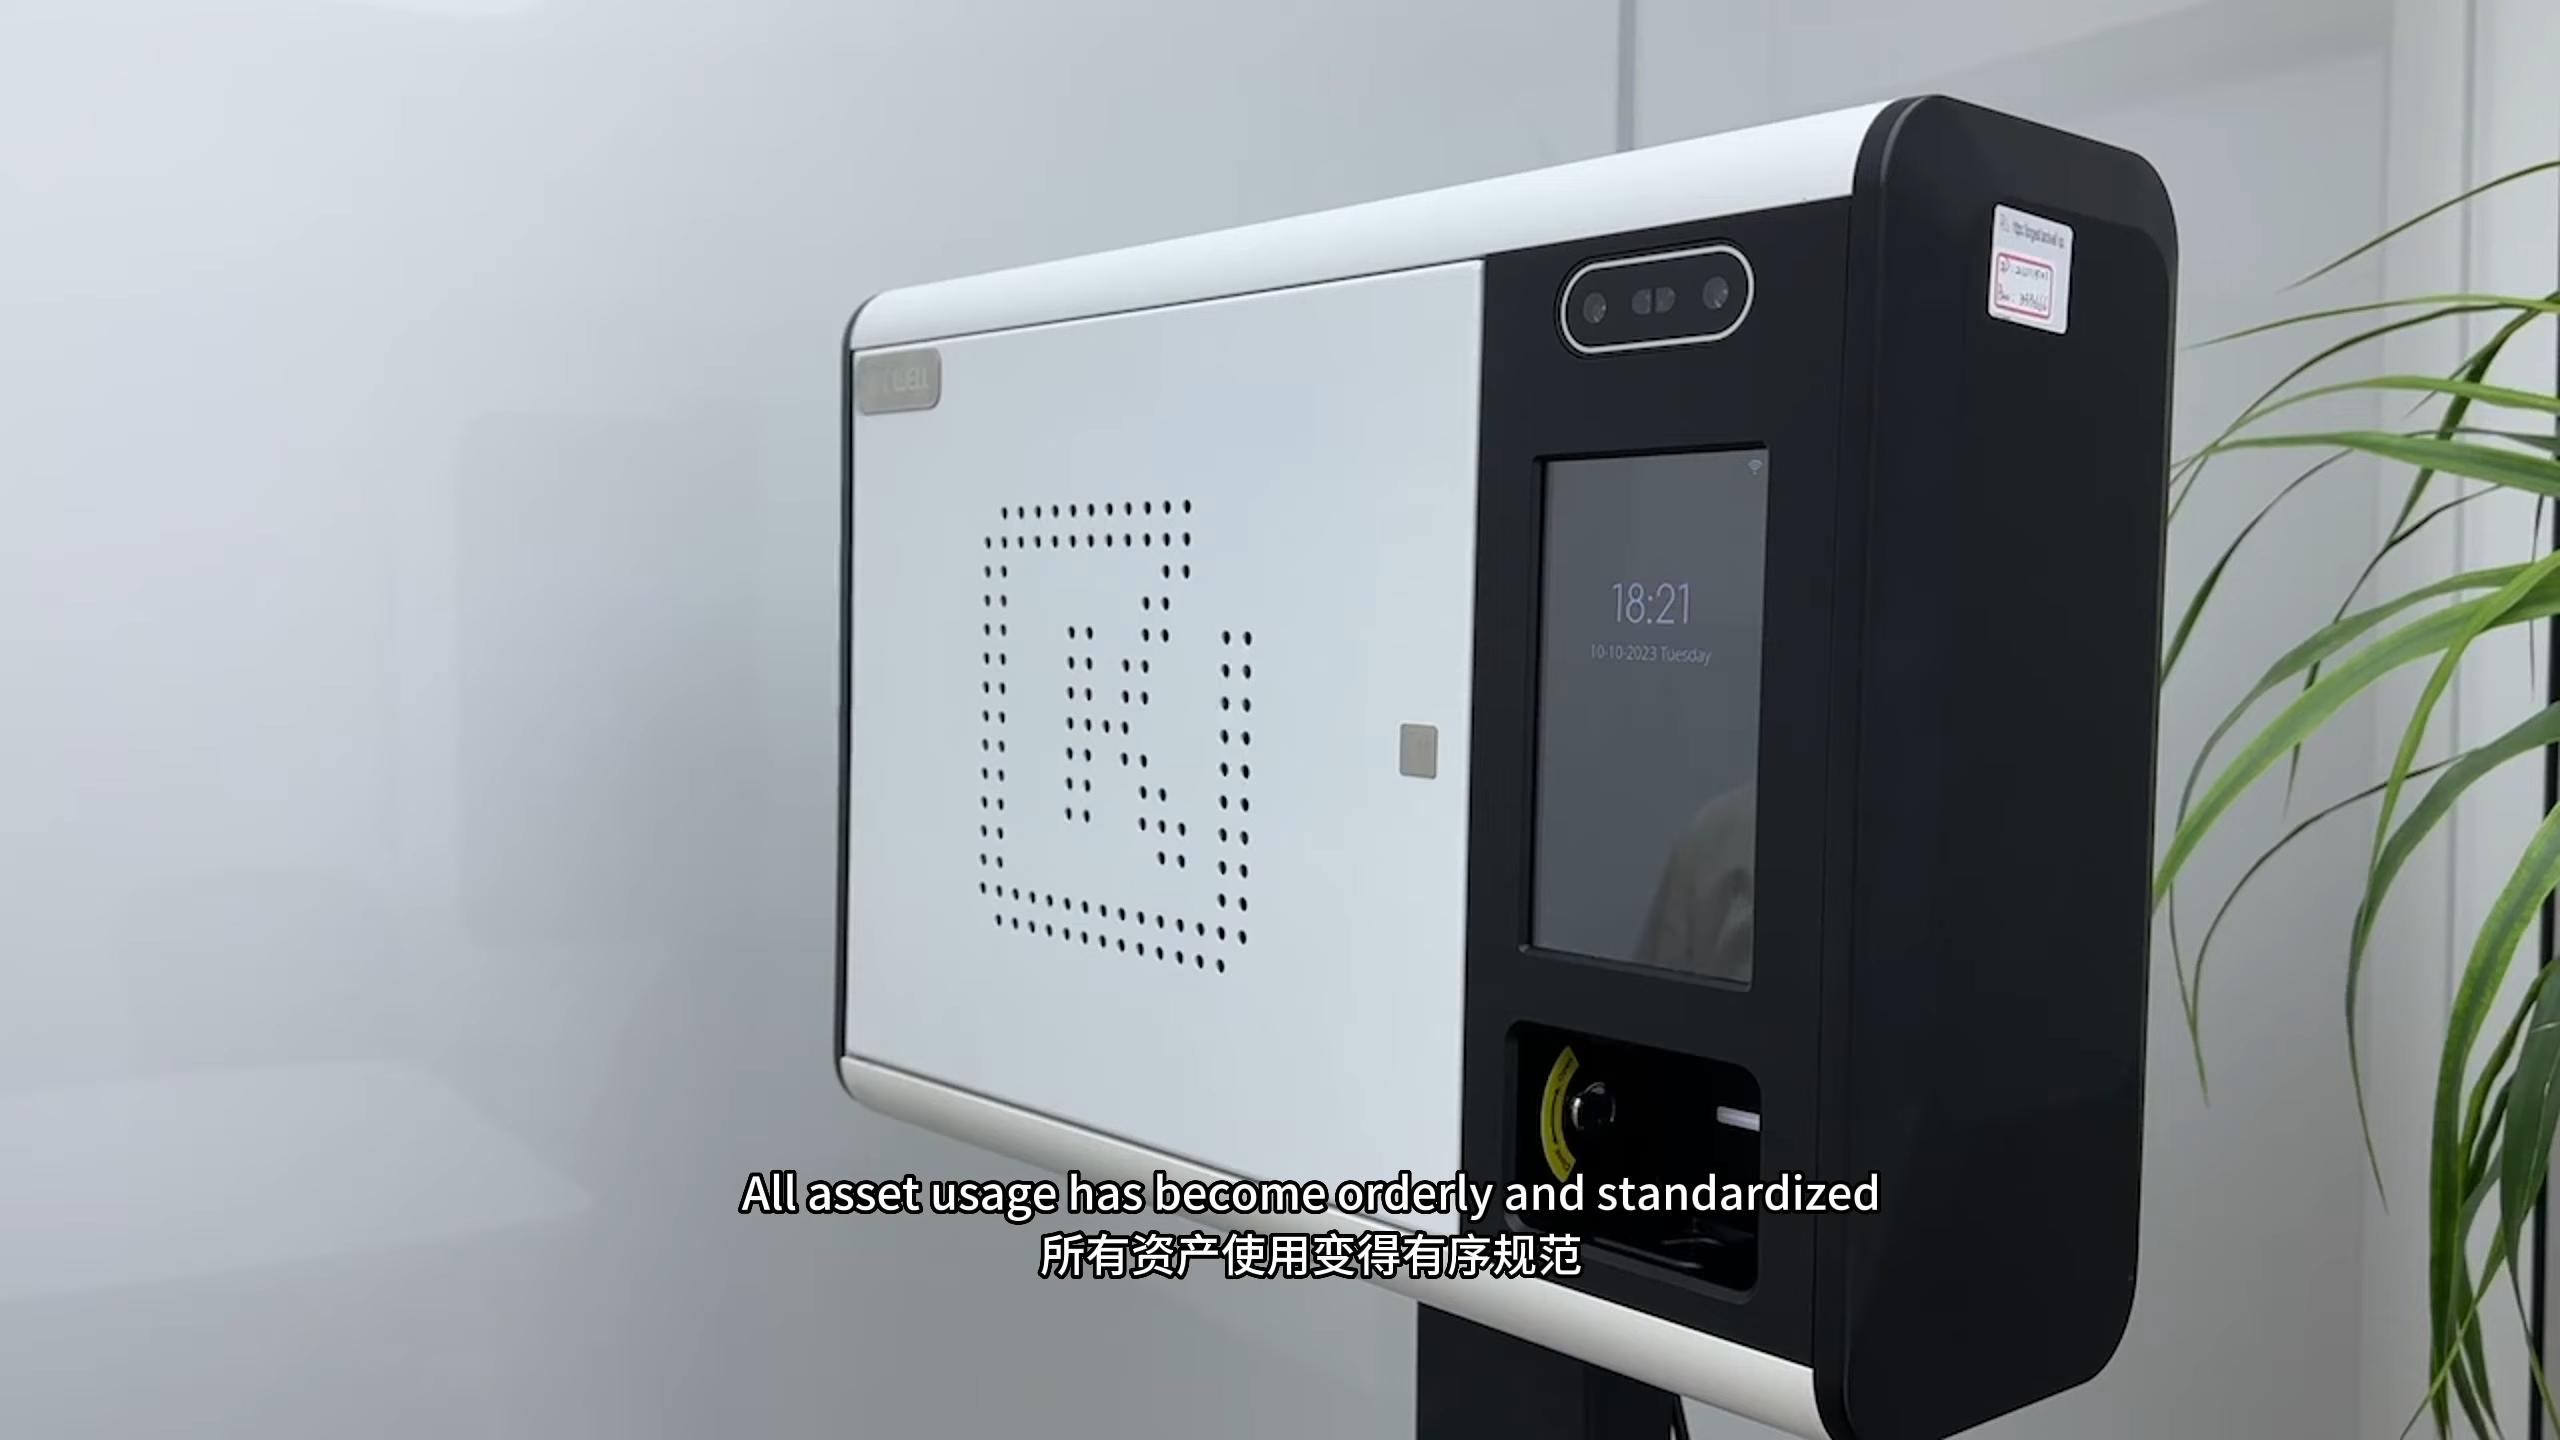 WELL
18:21
10-10-2023 Tuesday
All asset usage has become orderly and standardized
所有资产使用变得有序规范